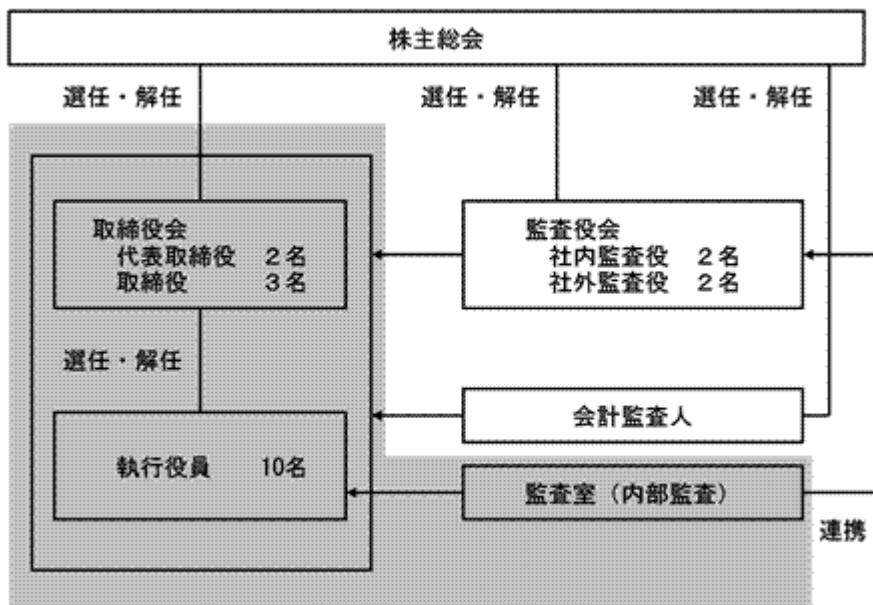 株主総会
選任・解任
選任・解任
選任・解任
取締役会
代表取締役 2名
取締役 3名
監査役会
社内監査役 2名
社外監査役 2名
選任・解任
会計監査人
執行役員 10名
監査室（内部監査）
連携